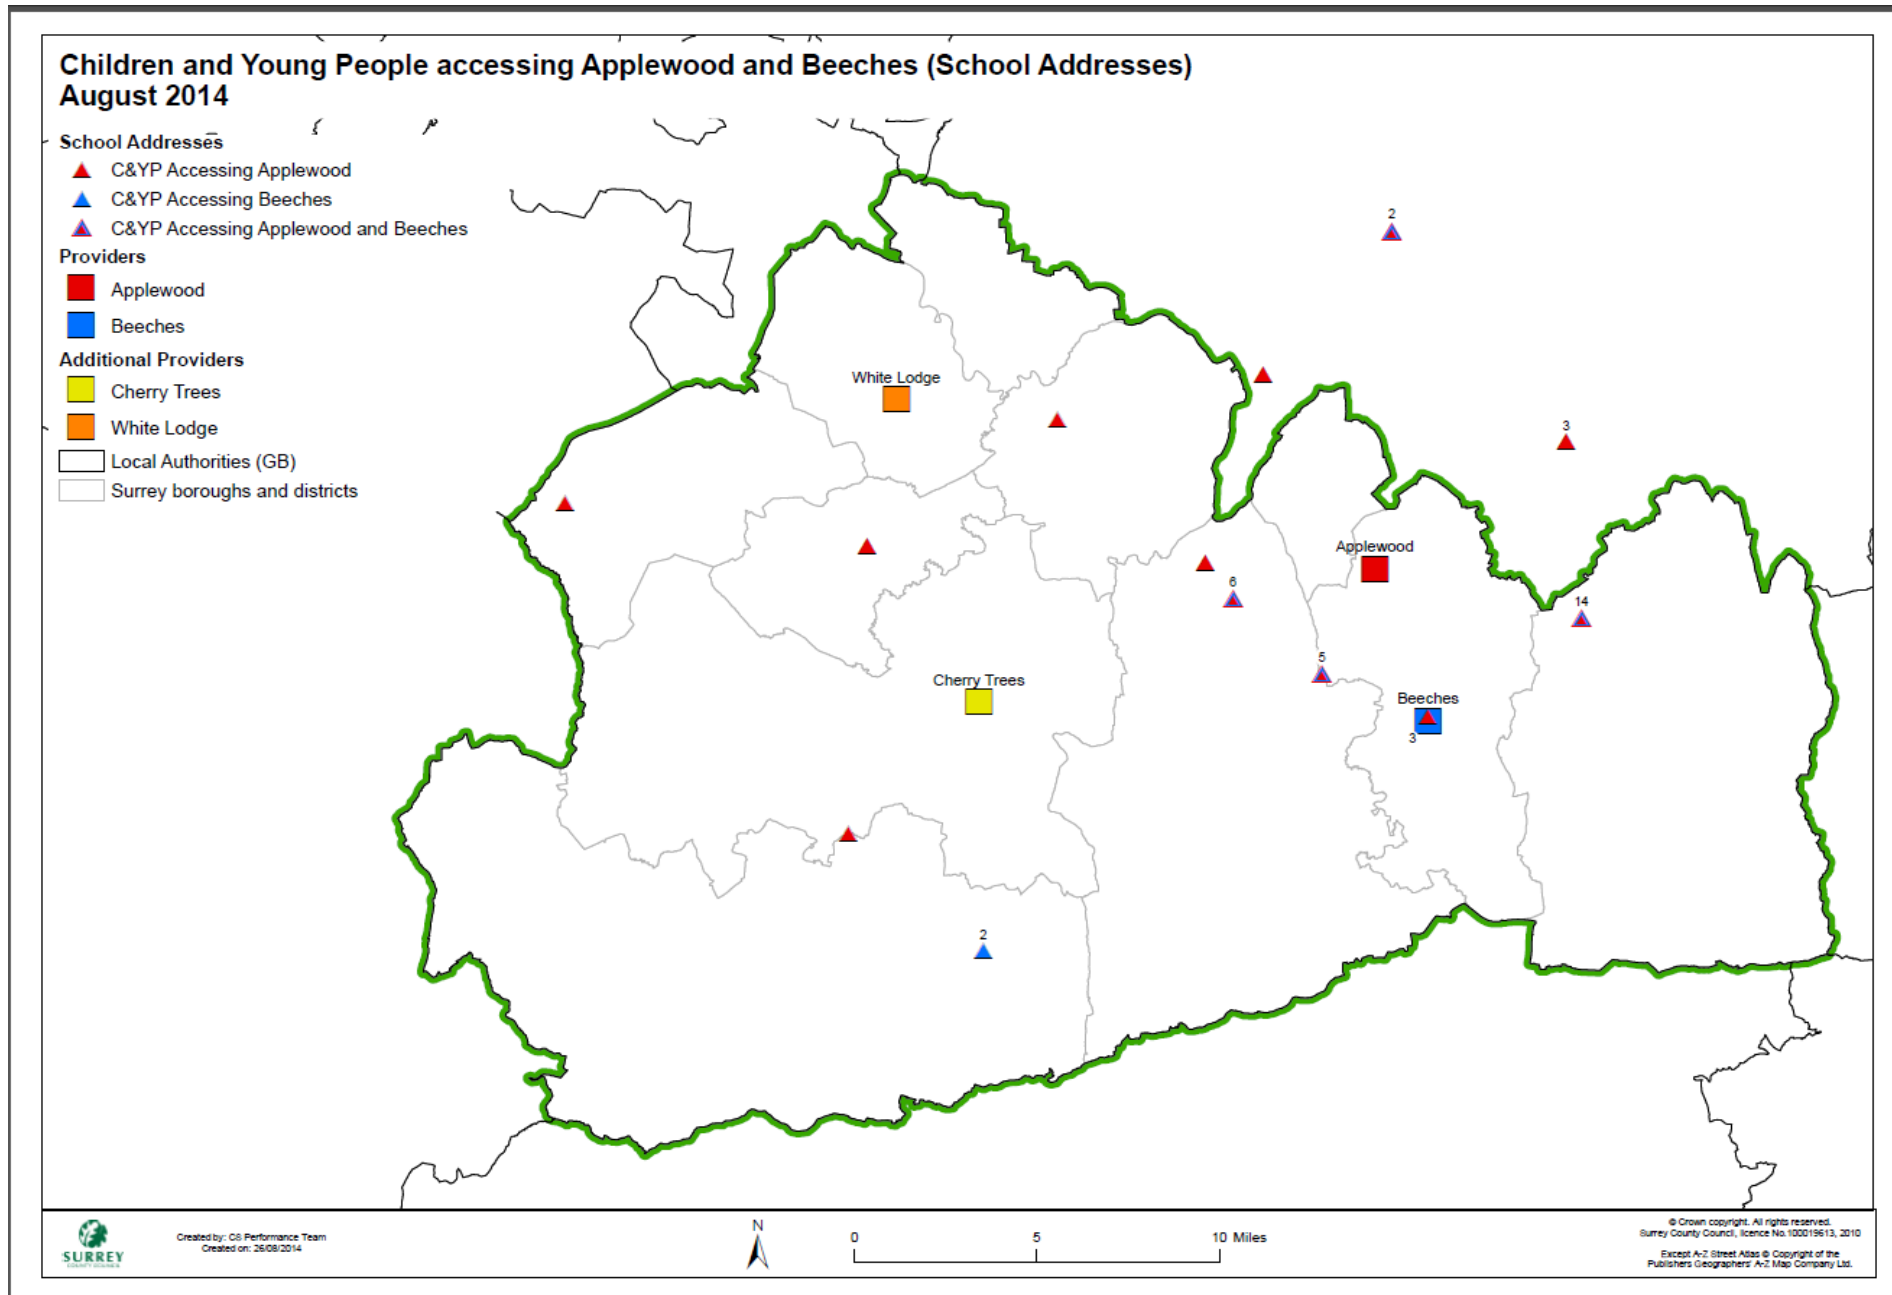 Children and Young People accessing Applewood and Beeches (School Addresses)
August 2014
School Addresses
C&YP Accessing Applewood
C&YP Accessing Beeches
C&YP Accessing Applewood and Beeches
Providers
Applewood
Beeches
Additional Providers
Cherry Trees
White Lodge
Local Authorities (GB)
Surrey boroughs and districts
2
White Lodge
3
Applewood
6
14
5
Cherry Trees
Beeches
3
2
SURREY
COUNTY COUNCIL
Created by: CS Performance Team
Created on: 26/08/2014
N
0 5 10 Miles
© Crown copyright. All rights reserved.
Surrey County Council, licence No.100019613, 2010
Except A-Z Street Atlas © Copyright of the
Publishers Geographers' A-Z Map Company Ltd.